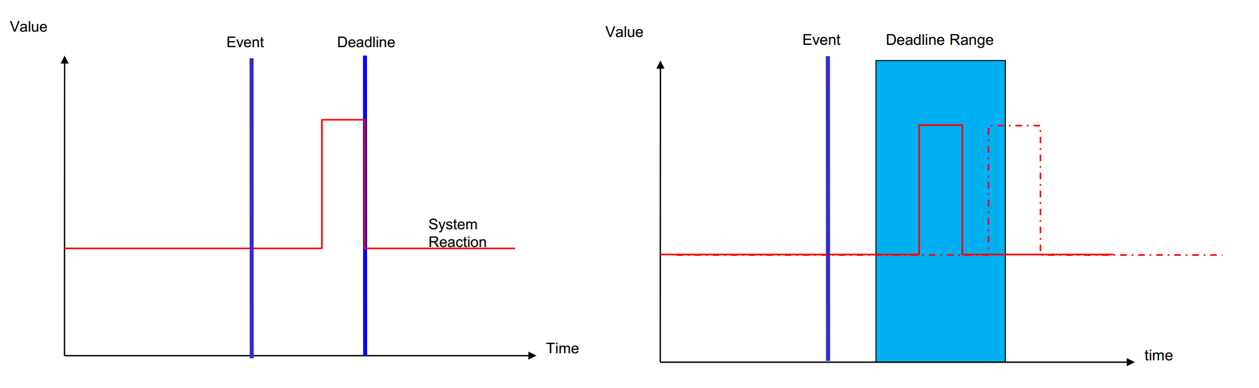 Value
Event
Deadline
System
Reaction
Time
Value
Event
Deadline Range
time